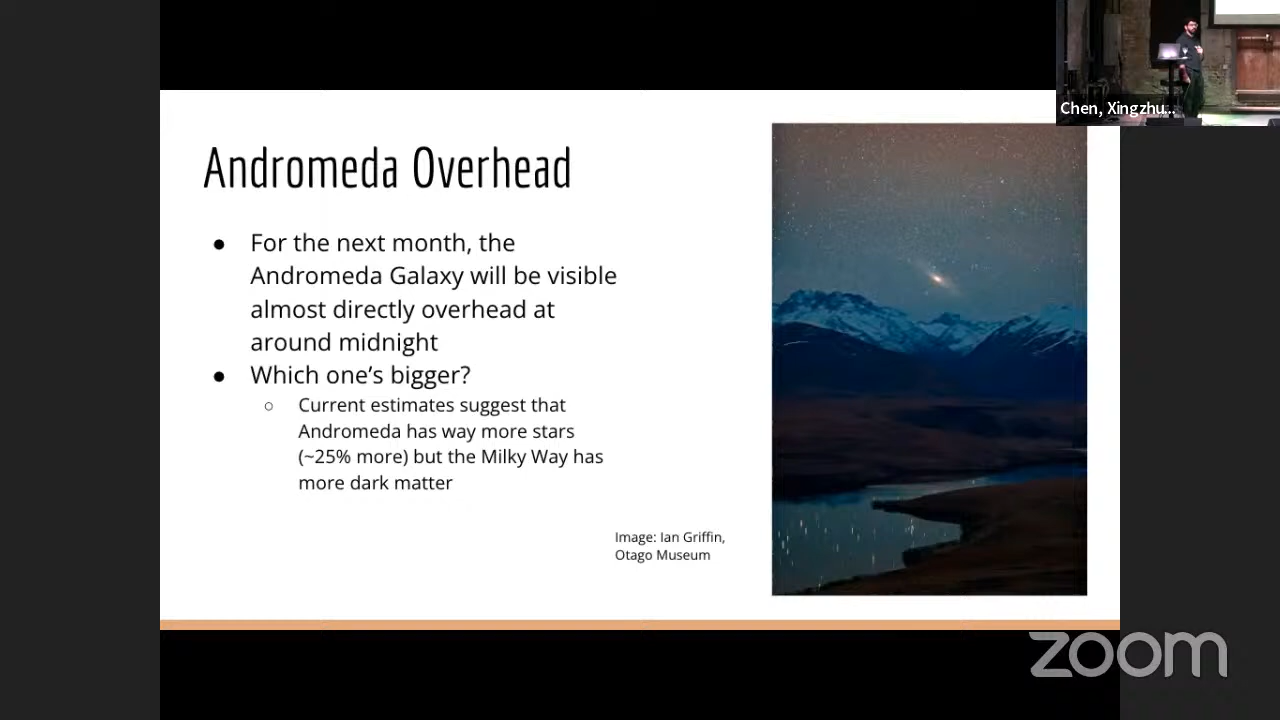 Chen, Xingzhu...
Andromeda Overhead
● For the next month, the
Andromeda Galaxy will be visible
almost directly overhead at
around midnight
● Which one's bigger?
○ Current estimates suggest that
Andromeda has way more stars
(~25% more) but the Milky Way has
more dark matter
Image: Ian Griffin,
Otago Museum
zoom